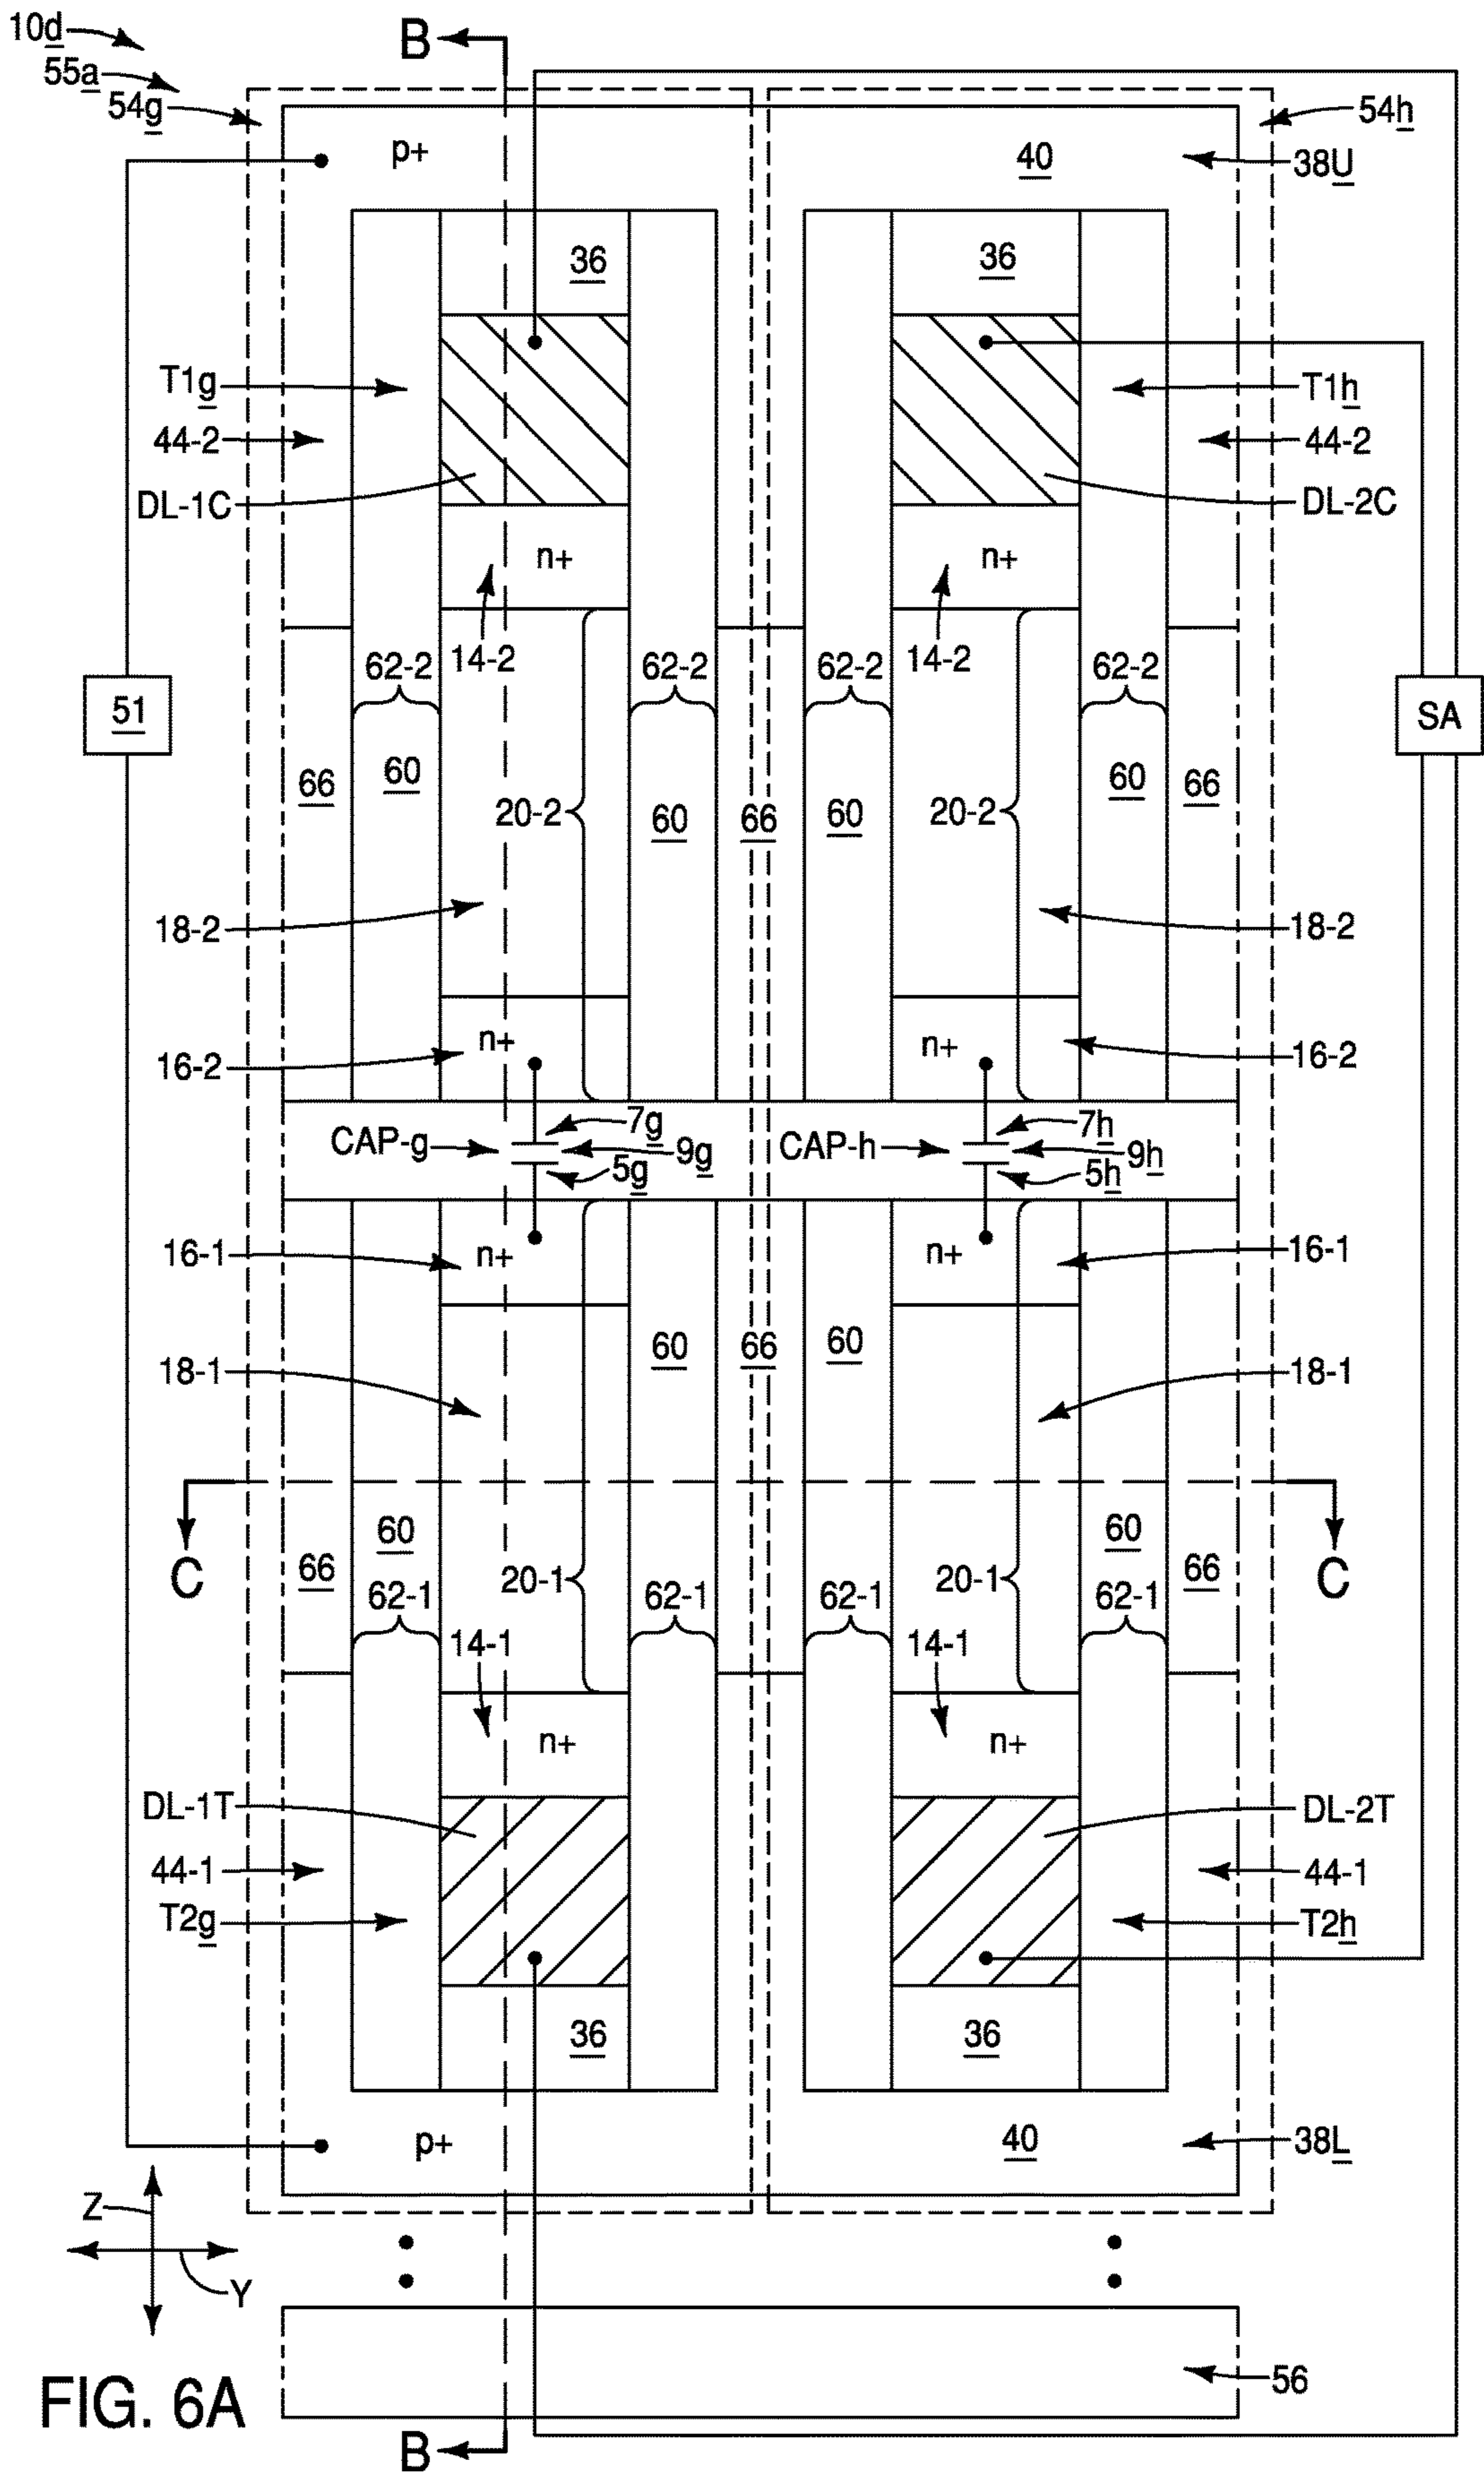 10d
B
55a
54g
54h
p+
40
38U
36
36
T1g
T1h
44-2
44-2
DL-1C
DL-2C
n+
n+
14-2
14-2
62-2
62-2
62-2
62-2
51
SA
66
60
20-2
60
66
60
20-2
60
66
18-2
18-2
n+
n+
16-2
16-2
7g
7h
CAP-g
9g
CAP-h
9h
5g
5h
16-1
n+
n+
16-1
60
66
60
18-1
18-1
C
60
60
C
66
20-1
20-1
66
62-1
62-1
62-1
62-1
14-1
14-1
n+
n+
DL-1T
DL-2T
44-1
44-1
T2g
T2h
36
36
p+
40
38L
Z
Y
56
FIG. 6A
B